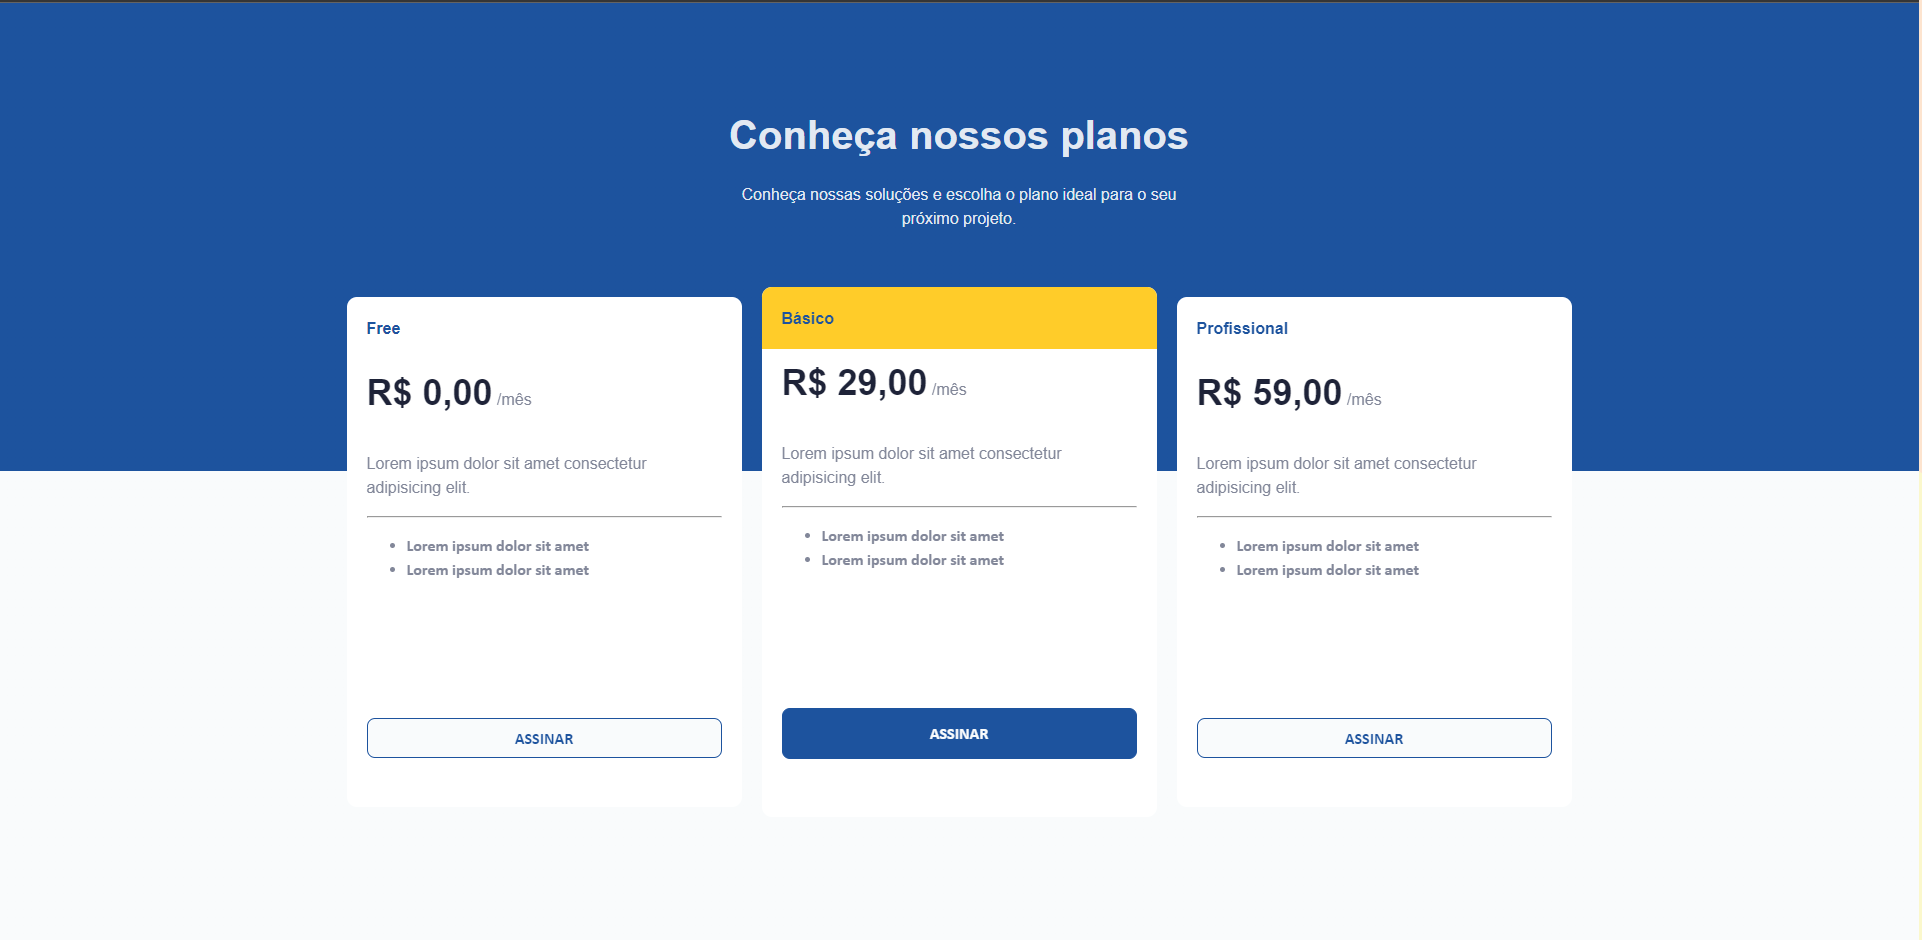 Conheça nossos planos
Conheça nossas soluções e escolha o plano ideal para o seu
próximo projeto.
Free
R$ 0,00 /mês
Lorem ipsum dolor sit amet consectetur
adipisicing elit.
Lorem ipsum dolor sit amet
Lorem ipsum dolor sit amet
ASSINAR
Básico
R$ 29,00 /mês
Lorem ipsum dolor sit amet consectetur
adipisicing elit.
Lorem ipsum dolor sit amet
Lorem ipsum dolor sit amet
ASSINAR
Profissional
R$ 59,00 /mês
Lorem ipsum dolor sit amet consectetur
adipisicing elit.
Lorem ipsum dolor sit amet
Lorem ipsum dolor sit amet
ASSINAR